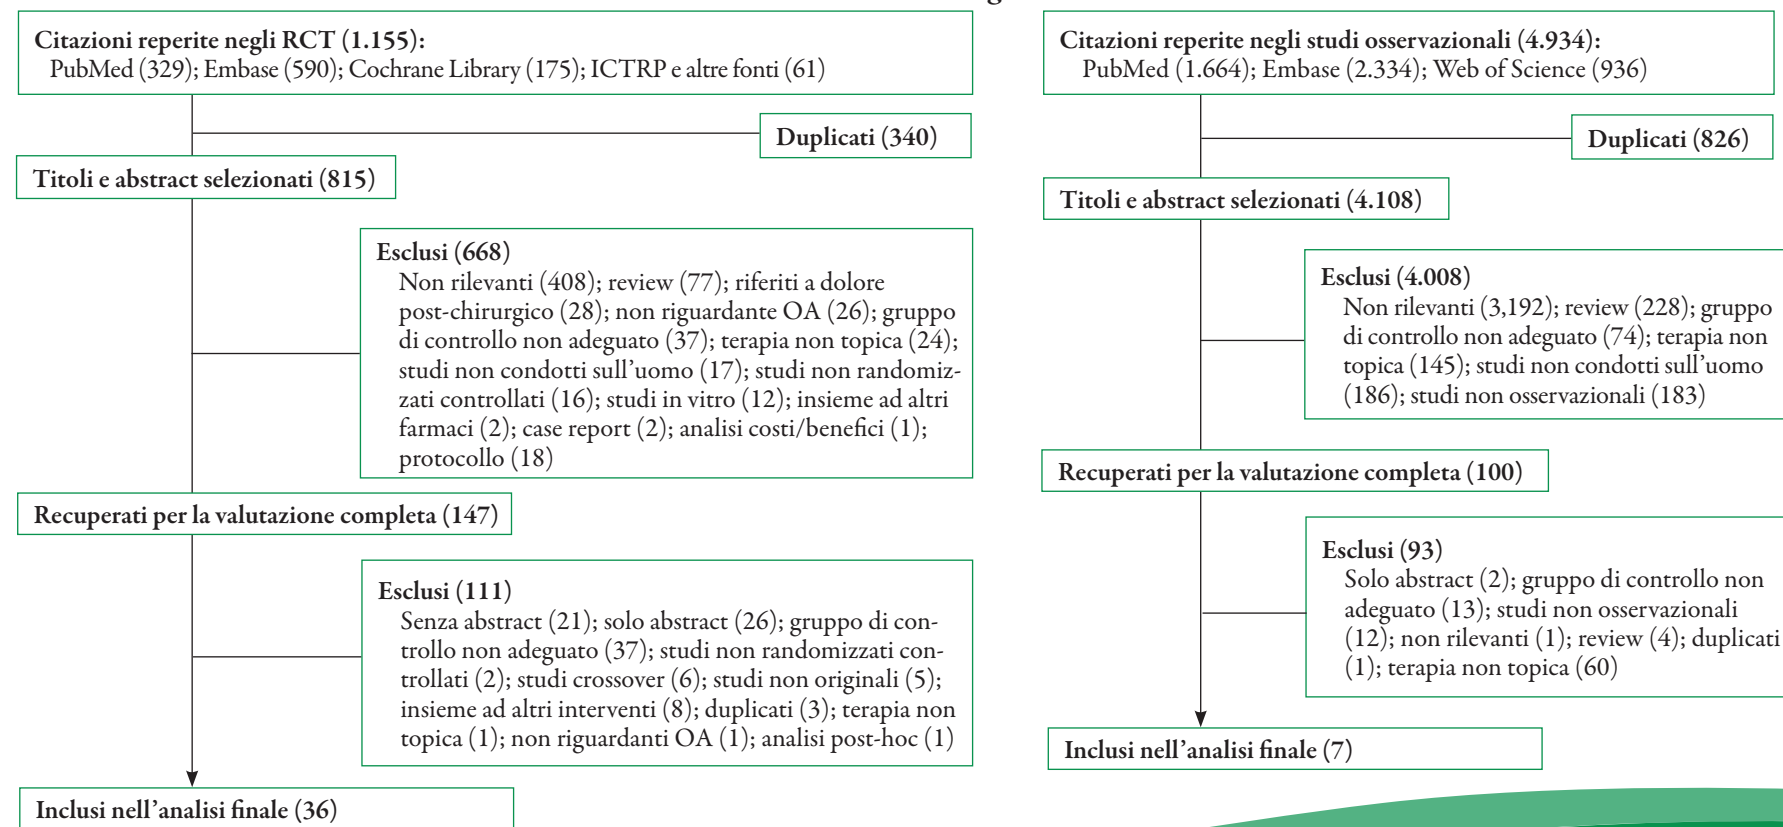 Citazioni reperite negli RCT (1.155):
PubMed (329); Embase (590); Cochrane Library (175); ICTRP e altre fonti (61)
Duplicati (340)
Titoli e abstract selezionati (815)
Esclusi (668)
Non rilevanti (408); review (77); riferiti a dolore
post-chirurgico (28); non riguardante OA (26); gruppo
di controllo non adeguato (37); terapia non topica (24);
studi non condotti sull’uomo (17); studi non randomiz-
zati controllati (16); studi in vitro (12); insieme ad altri
farmaci (2); case report (2); analisi costi/benefici (1);
protocollo (18)
Recuperati per la valutazione completa (147)
Esclusi (111)
Senza abstract (21); solo abstract (26); gruppo di con-
trollo non adeguato (37); studi non randomizzati con-
trollati (2); studi crossover (6); studi non originali (5);
insieme ad altri interventi (8); duplicati (3); terapia non
topica (1); non riguardanti OA (1); analisi post-hoc (1)
Inclusi nell’analisi finale (36)
Citazioni reperite negli studi osservazionali (4.934):
PubMed (1.664); Embase (2.334); Web of Science (936)
Duplicati (826)
Titoli e abstract selezionati (4.108)
Esclusi (4.008)
Non rilevanti (3,192); review (228); gruppo
di controllo non adeguato (74); terapia non
topica (145); studi non condotti sull’uomo
(186); studi non osservazionali (183)
Recuperati per la valutazione completa (100)
Esclusi (93)
Solo abstract (2); gruppo di controllo non
adeguato (13); studi non osservazionali
(12); non rilevanti (1); review (4); duplicati
(1); terapia non topica (60)
Inclusi nell’analisi finale (7)